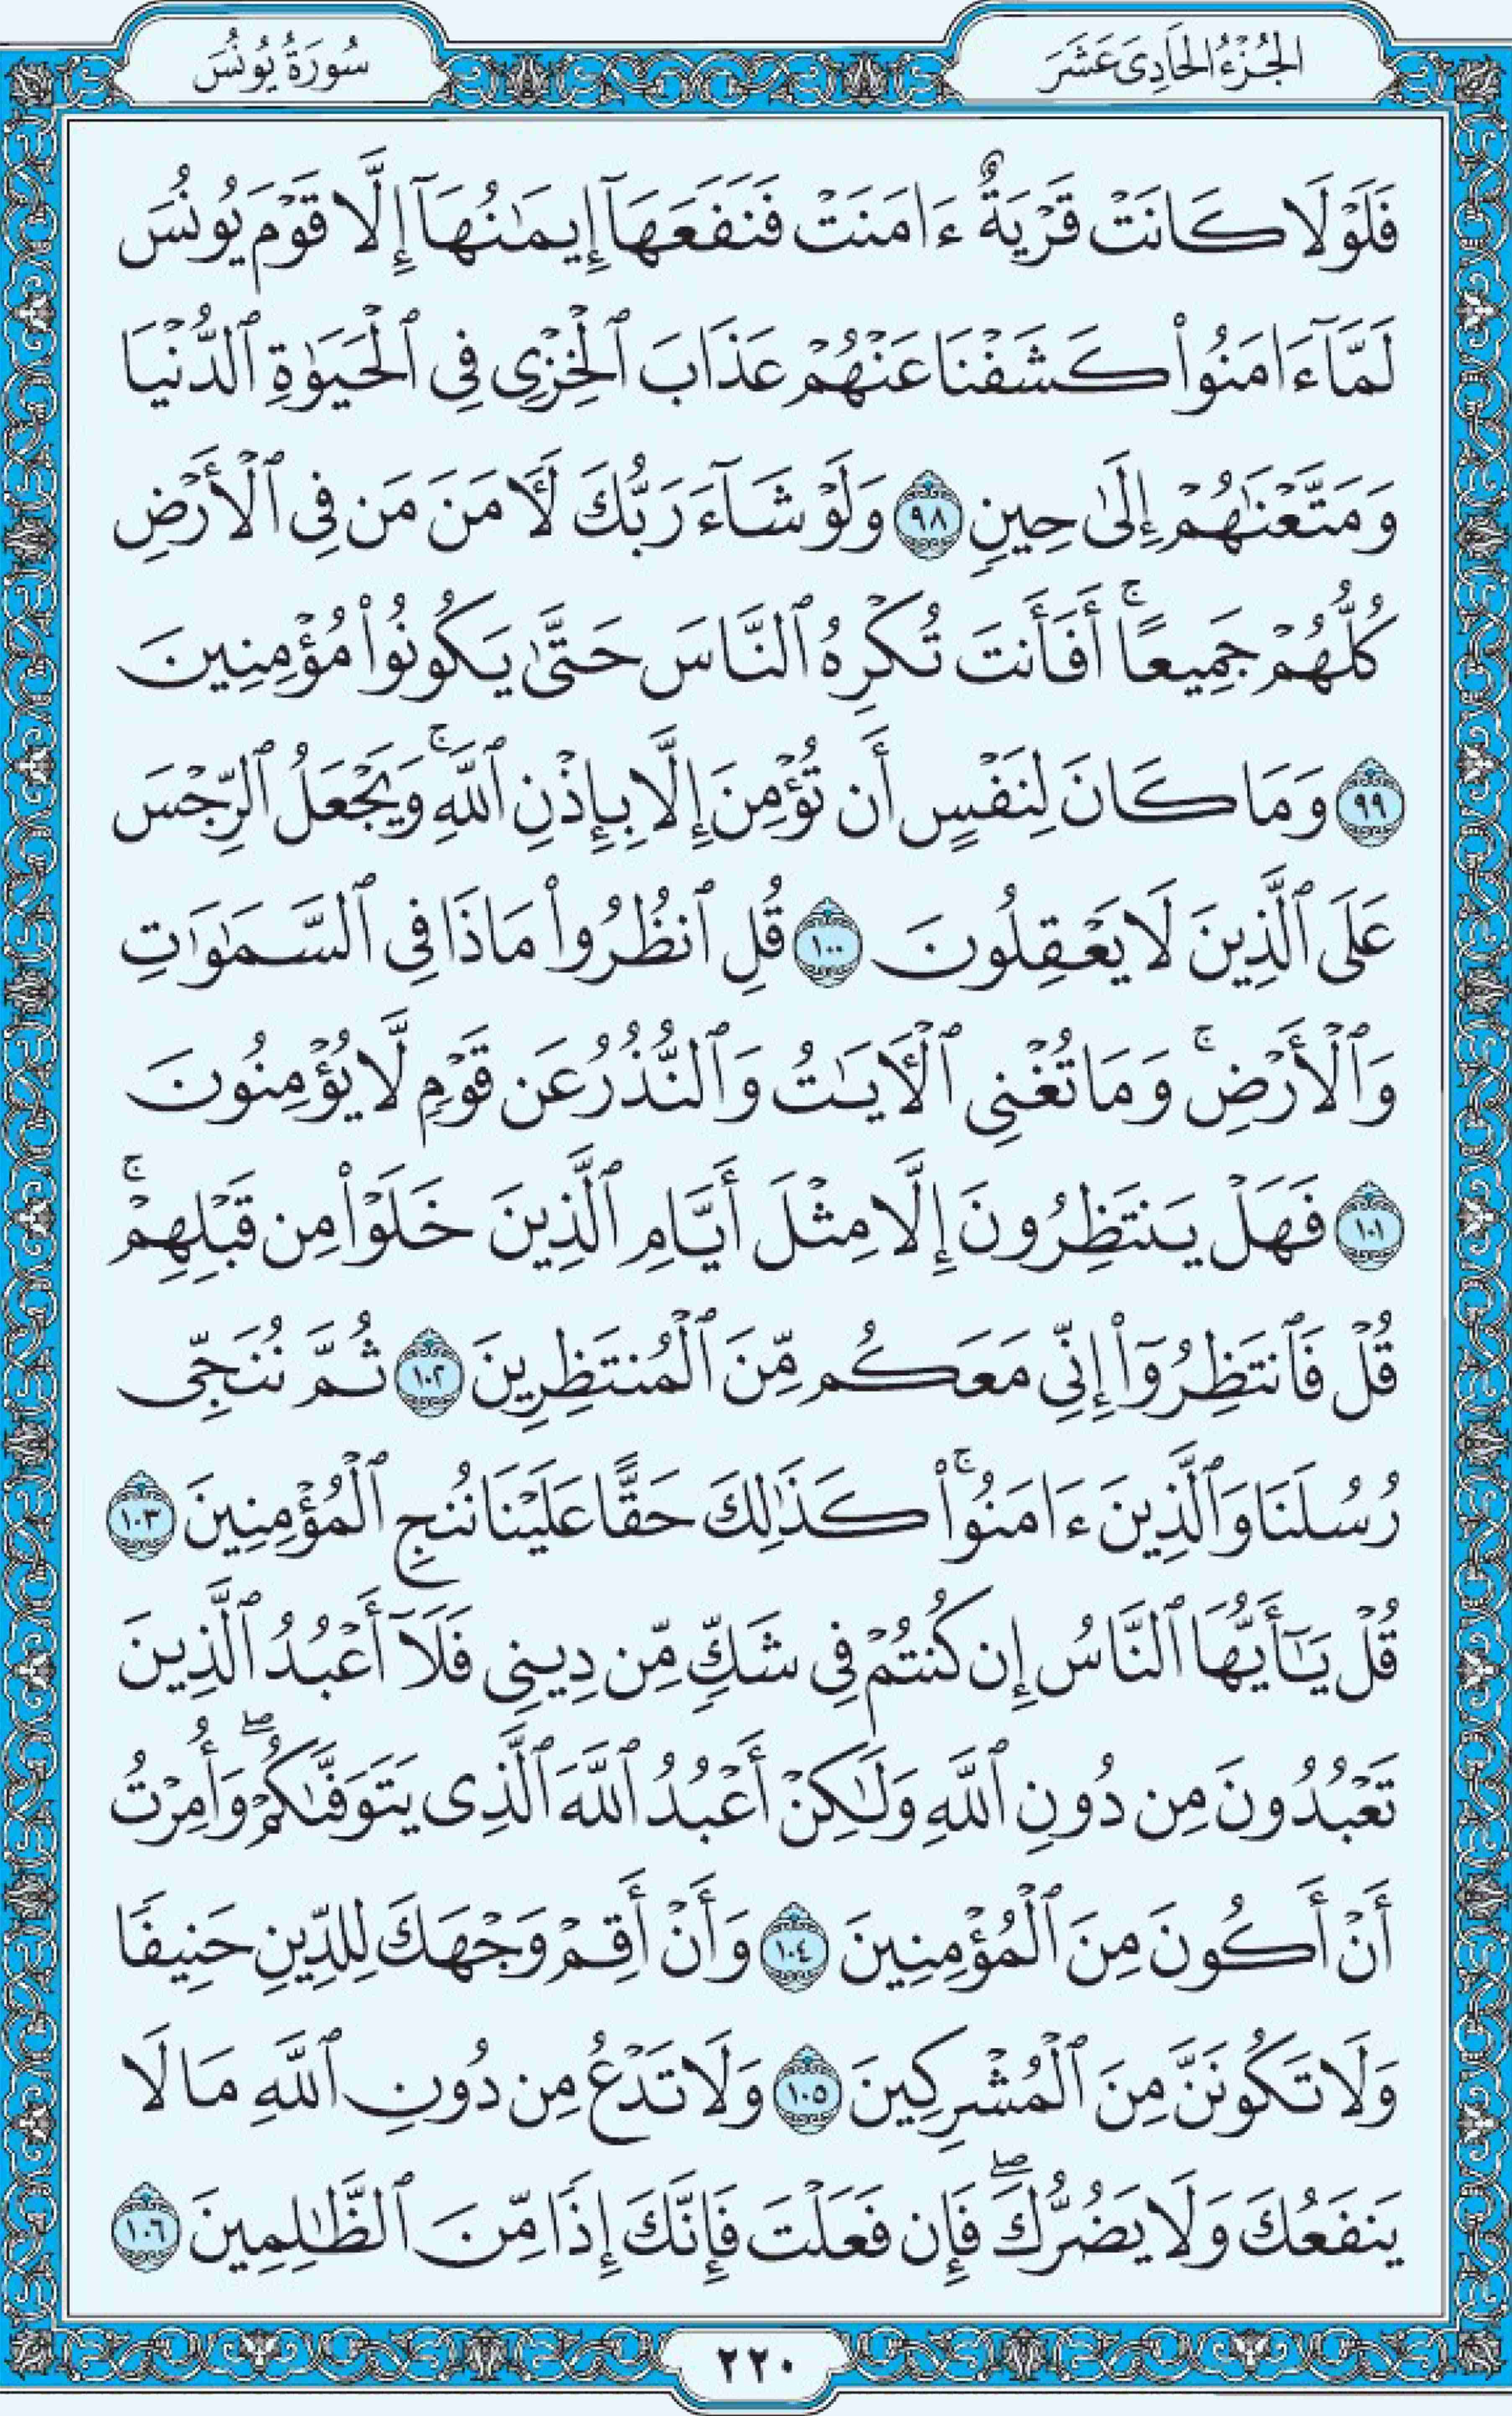 الجُزْءُ الحَادِىَ عَشَرَ
سُورَةُ يُونُسَ
فَلَوْلَا كَانَتْ قَرْيَةٌ ءَامَنَتْ فَنَفَعَهَآ إِيمَٰنُهَآ إِلَّا قَوْمَ يُونُسَ
لَمَّآ ءَامَنُوا۟ كَشَفْنَا عَنْهُمْ عَذَابَ ٱلْخِزْىِ فِى ٱلْحَيَوٰةِ ٱلدُّنْيَا
وَمَتَّعْنَٰهُمْ إِلَىٰ حِينٍ ٩٨ وَلَوْ شَآءَ رَبُّكَ لَءَامَنَ مَن فِى ٱلْأَرْضِ
كُلُّهُمْ جَمِيعًا ۚ أَفَأَنتَ تُكْرِهُ ٱلنَّاسَ حَتَّىٰ يَكُونُوا۟ مُؤْمِنِينَ
٩٩ وَمَا كَانَ لِنَفْسٍ أَن تُؤْمِنَ إِلَّا بِإِذْنِ ٱللَّهِ ۚ وَيَجْعَلُ ٱلرِّجْسَ
عَلَى ٱلَّذِينَ لَا يَعْقِلُونَ ١٠٠ قُلِ ٱنظُرُوا۟ مَاذَا فِى ٱلسَّمَٰوَٰتِ
وَٱلْأَرْضِ ۚ وَمَا تُغْنِى ٱلْءَايَٰتُ وَٱلنُّذُرُ عَن قَوْمٍ لَّا يُؤْمِنُونَ
١٠١ فَهَلْ يَنتَظِرُونَ إِلَّا مِثْلَ أَيَّامِ ٱلَّذِينَ خَلَوْا۟ مِن قَبْلِهِمْ ۚ
قُلْ فَٱنتَظِرُوٓا۟ إِنِّى مَعَكُم مِّنَ ٱلْمُنتَظِرِينَ ١٠٢ ثُمَّ نُنَجِّى
رُسُلَنَا وَٱلَّذِينَ ءَامَنُوا۟ ۚ كَذَٰلِكَ حَقًّا عَلَيْنَا نُنجِ ٱلْمُؤْمِنِينَ ١٠٣
قُلْ يَٰٓأَيُّهَا ٱلنَّاسُ إِن كُنتُمْ فِى شَكٍّ مِّن دِينِى فَلَآ أَعْبُدُ ٱلَّذِينَ
تَعْبُدُونَ مِن دُونِ ٱللَّهِ وَلَٰكِنْ أَعْبُدُ ٱللَّهَ ٱلَّذِى يَتَوَفَّىٰكُمْ ۖ وَأُمِرْتُ
أَنْ أَكُونَ مِنَ ٱلْمُؤْمِنِينَ ١٠٤ وَأَنْ أَقِمْ وَجْهَكَ لِلدِّينِ حَنِيفًا
وَلَا تَكُونَنَّ مِنَ ٱلْمُشْرِكِينَ ١٠٥ وَلَا تَدْعُ مِن دُونِ ٱللَّهِ مَا لَا
يَنفَعُكَ وَلَا يَضُرُّكَ ۖ فَإِن فَعَلْتَ فَإِنَّكَ إِذًا مِّنَ ٱلظَّٰلِمِينَ ١٠٦
٢٢٠